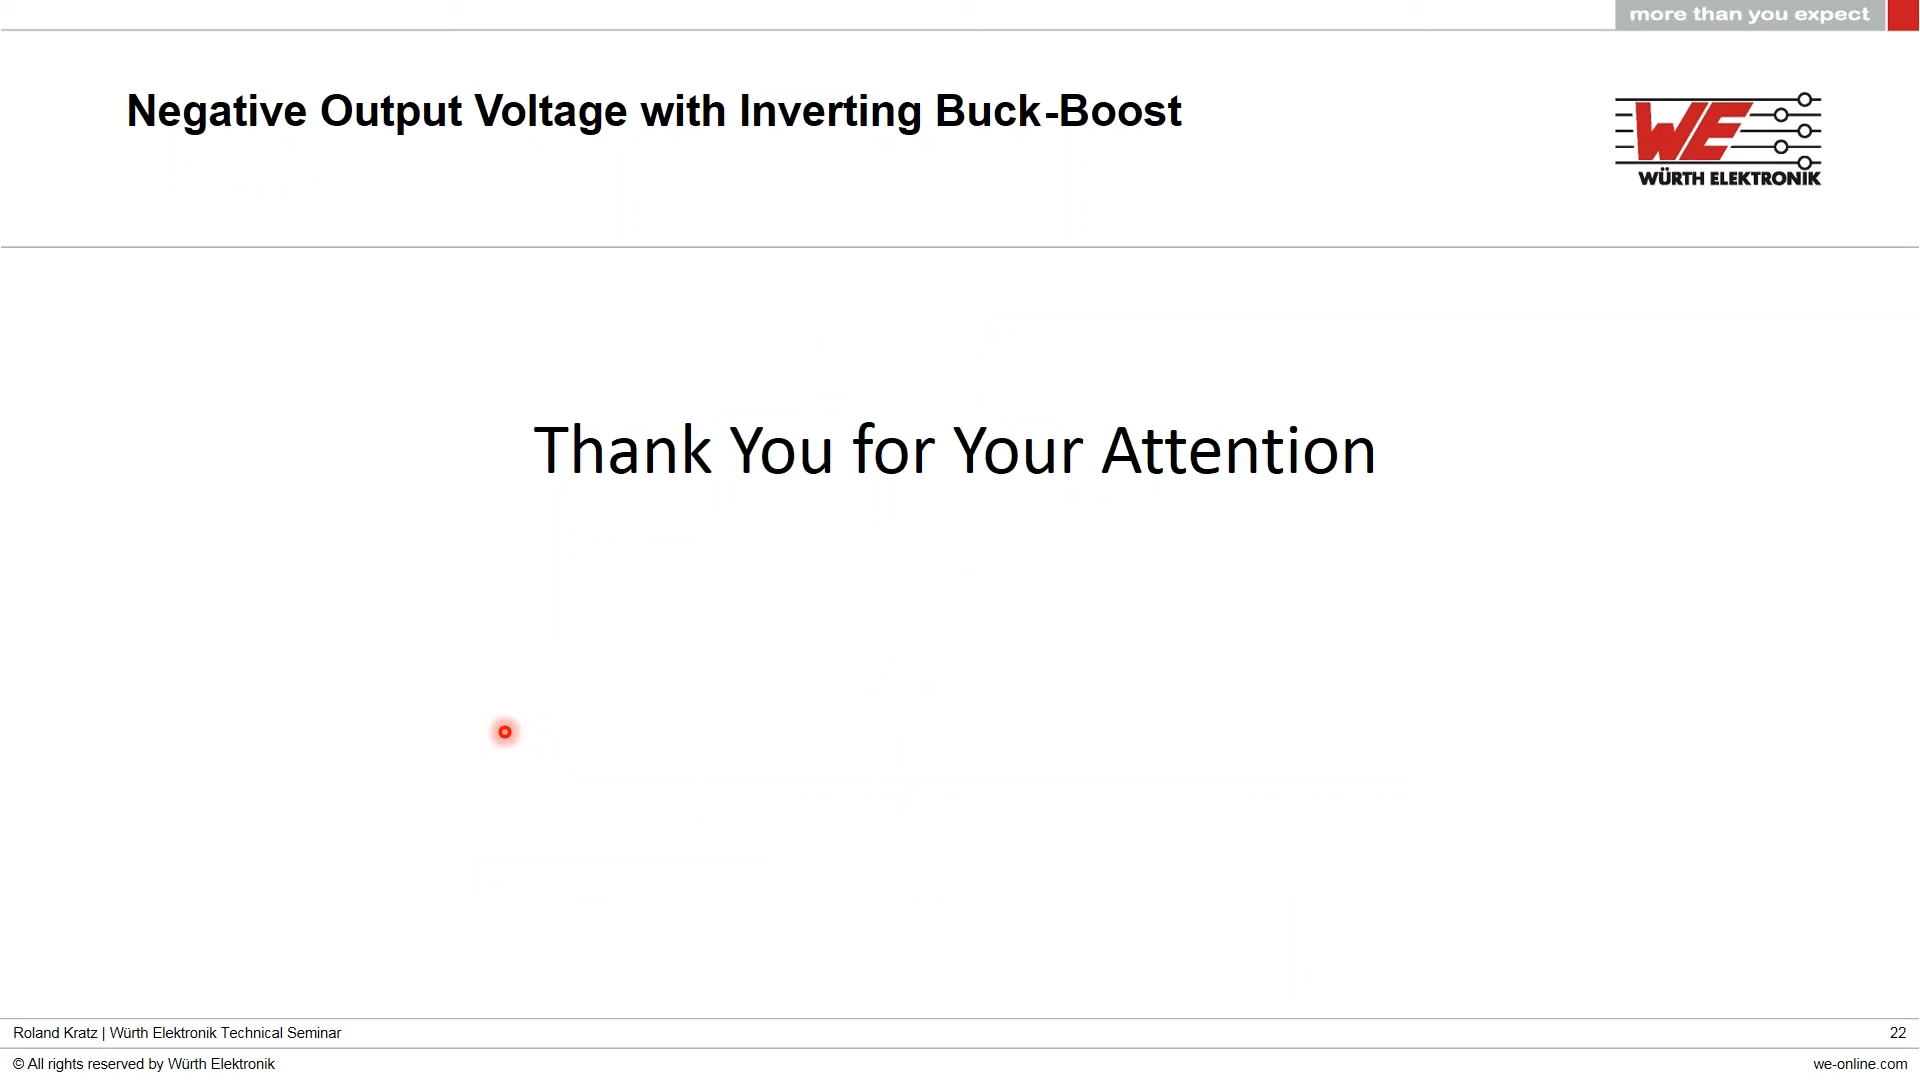 more than you expect
Negative Output Voltage with Inverting Buck-Boost
WE
WÜRTH ELEKTRONIK
Thank You for Your Attention
Roland Kratz | Würth Elektronik Technical Seminar
22
© All rights reserved by Würth Elektronik
we-online.com